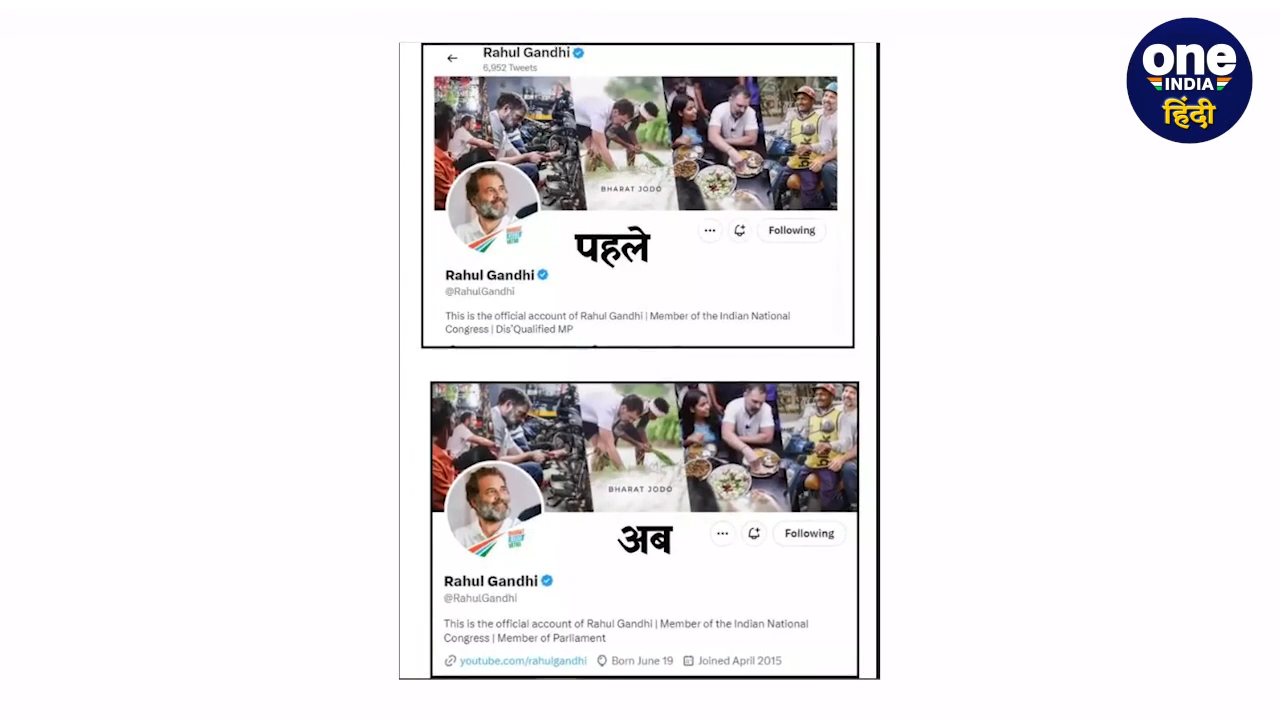 one
INDIA
हिंदी
Rahul Gandhi
6,952 Tweets
BHARAT JODO
Following
पहले
Rahul Gandhi
@RahulGandhi
This is the official account of Rahul Gandhi | Member of the Indian National
Congress | Dis'Qualified MP
BHARAT JODO
Following
अब
Rahul Gandhi
@RahulGandhi
This is the official account of Rahul Gandhi | Member of the Indian National
Congress | Member of Parliament
youtube.com/rahulgandhi Born June 19 Joined April 2015